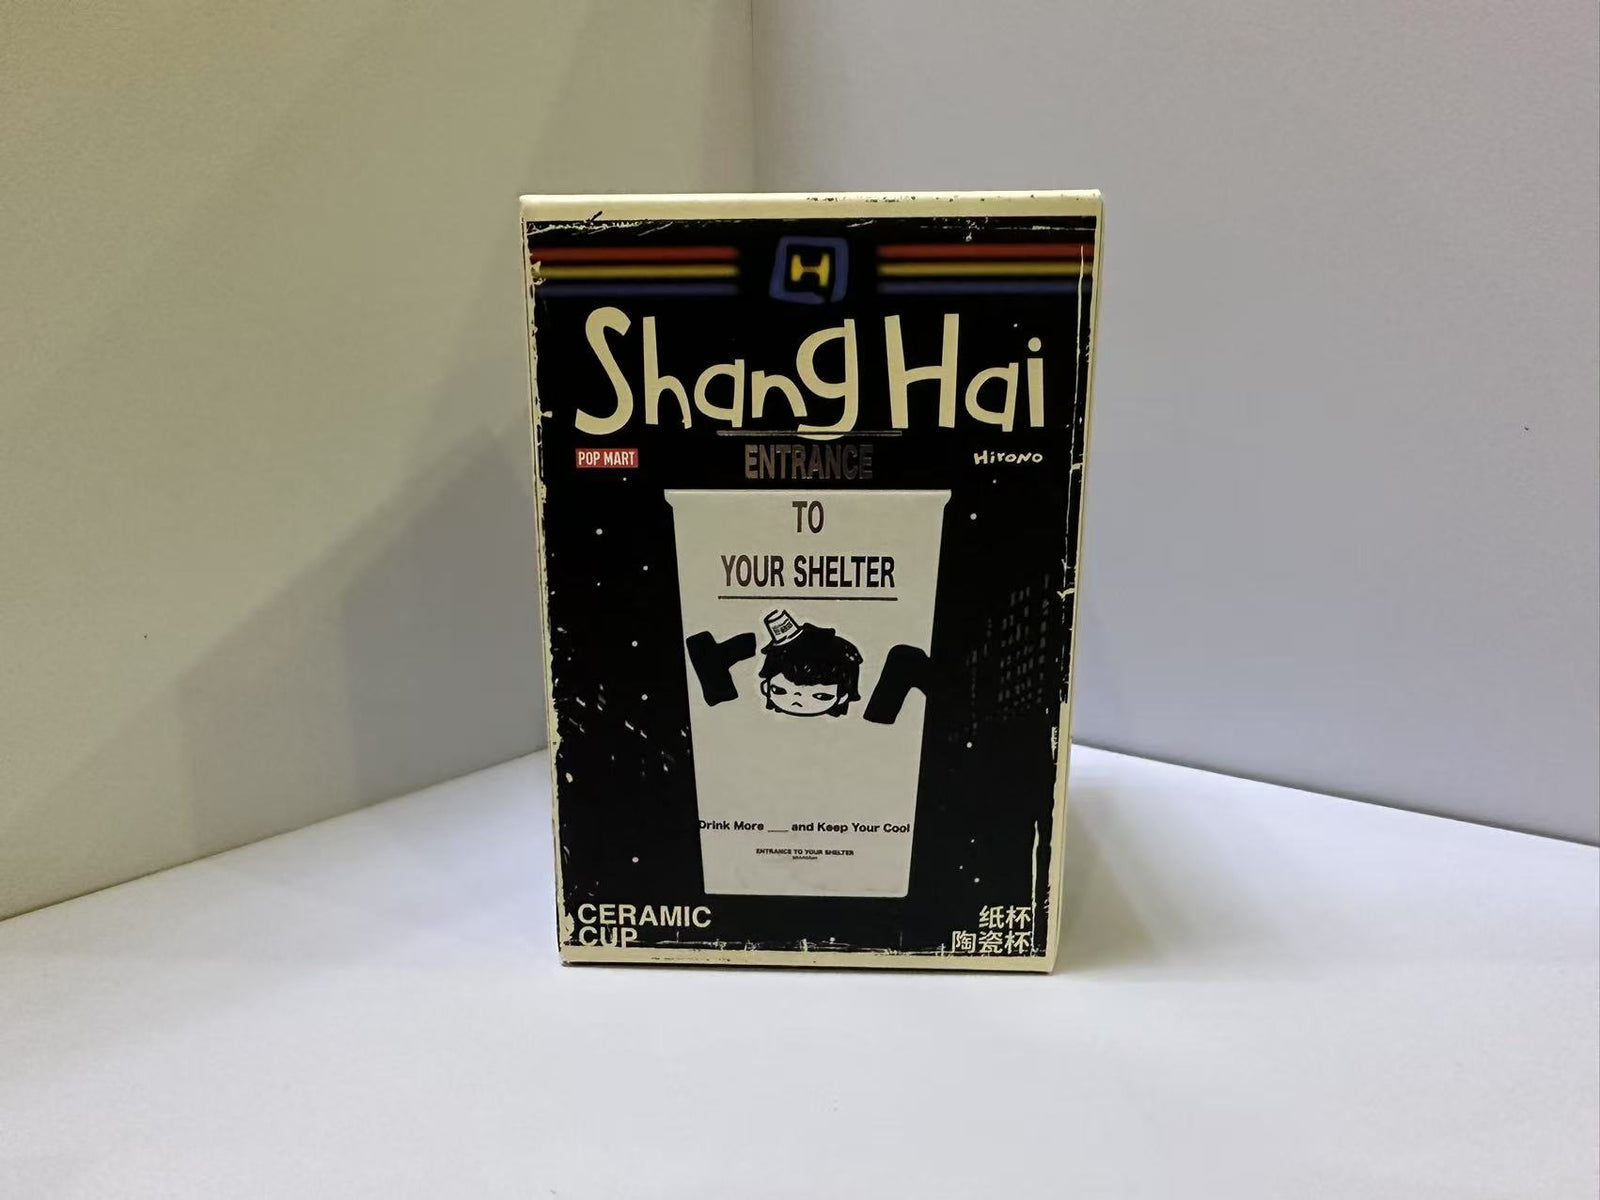 H
Shang Hai
POP MART
Hirono
ENTRANCE
TO
YOUR SHELTER
Drink More ___ and Keep Your Cool
ENTRANCE TO YOUR SHELTER
CERAMIC
CUP
纸杯
陶瓷杯